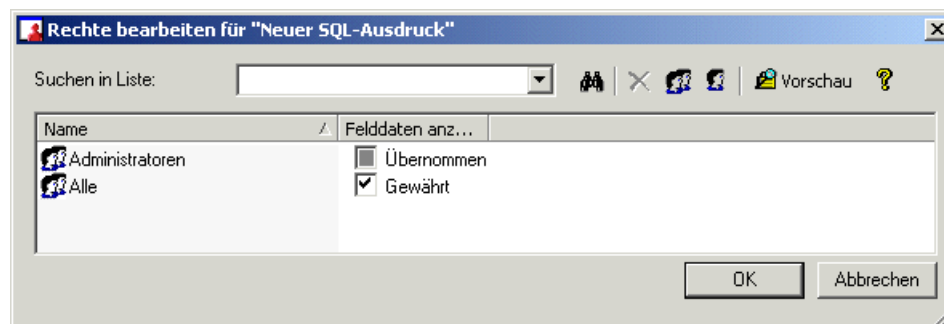 Rechte bearbeiten für "Neuer SQL-Ausdruck"
Suchen in Liste:
Vorschau
Name
Felddaten anz...
Administratoren
Übernommen
Alle
Gewährt
OK
Abbrechen